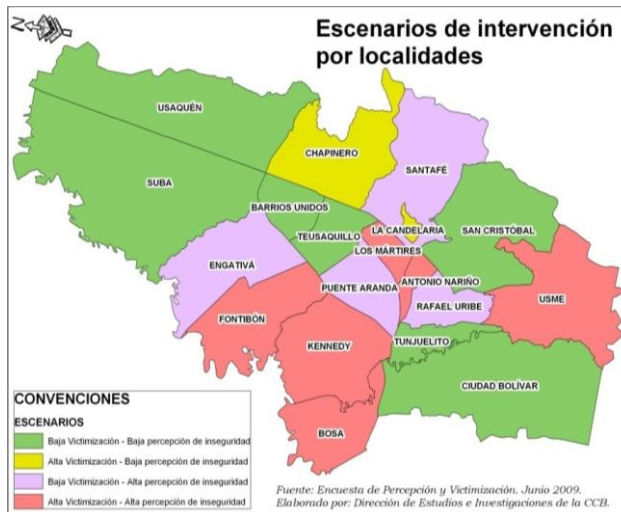 N
Escenarios de intervención
por localidades
USAQUÉN
CHAPINERO
SANTAFÉ
SUBA
BARRIOS UNIDOS
TEUSAQUILLO
LA CANDELARIA
SAN CRISTÓBAL
LOS MÁRTIRES
ENGATIVÁ
PUENTE ARANDA
ANTONIO NARIÑO
USME
RAFAEL URIBE
FONTIBÓN
KENNEDY
TUNJUELITO
CIUDAD BOLÍVAR
BOSA
CONVENCIONES
ESCENARIOS
Baja Victimización - Baja percepción de inseguridad
Alta Victimización - Baja percepción de inseguridad
Baja Victimización - Alta percepción de inseguridad
Alta Victimización - Alta percepción de inseguridad
Fuente: Encuesta de Percepción y Victimización. Junio 2009.
Elaborado por: Dirección de Estudios e Investigaciones de la CCB.